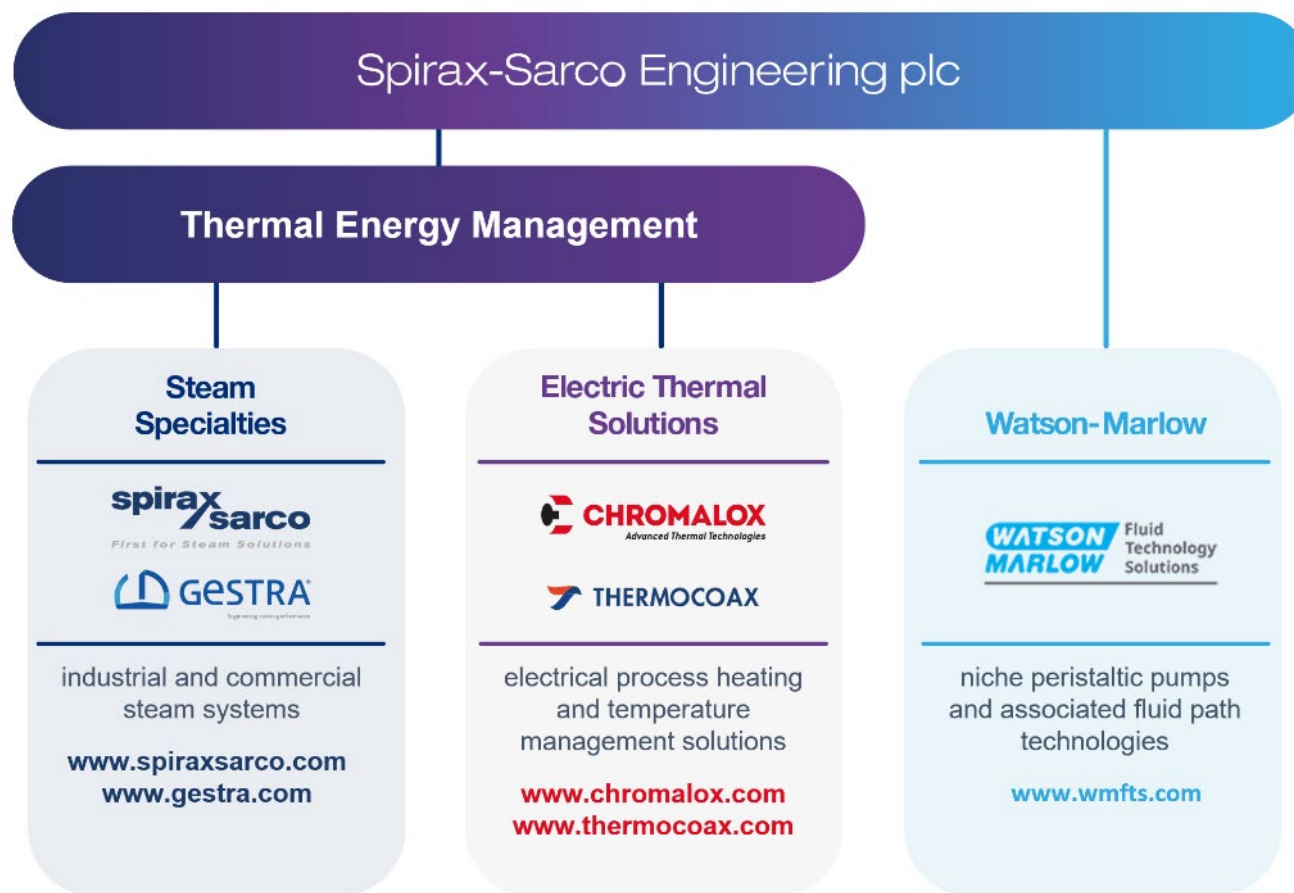 Spirax-Sarco Engineering plc
Thermal Energy Management
Steam
Specialties
spirax
sarco
First for Steam Solutions
GESTRA®
industrial and commercial
steam systems
www.spiraxsarco.com
www.gestra.com
Electric Thermal
Solutions
CHROMALOX
Advanced Thermal Technologies
THERMOCOAX
electrical process heating
and temperature
management solutions
www.chromalox.com
www.thermocoax.com
Watson-Marlow
WATSON
MARLOW
Fluid
Technology
Solutions
niche peristaltic pumps
and associated fluid path
technologies
www.wmfts.com